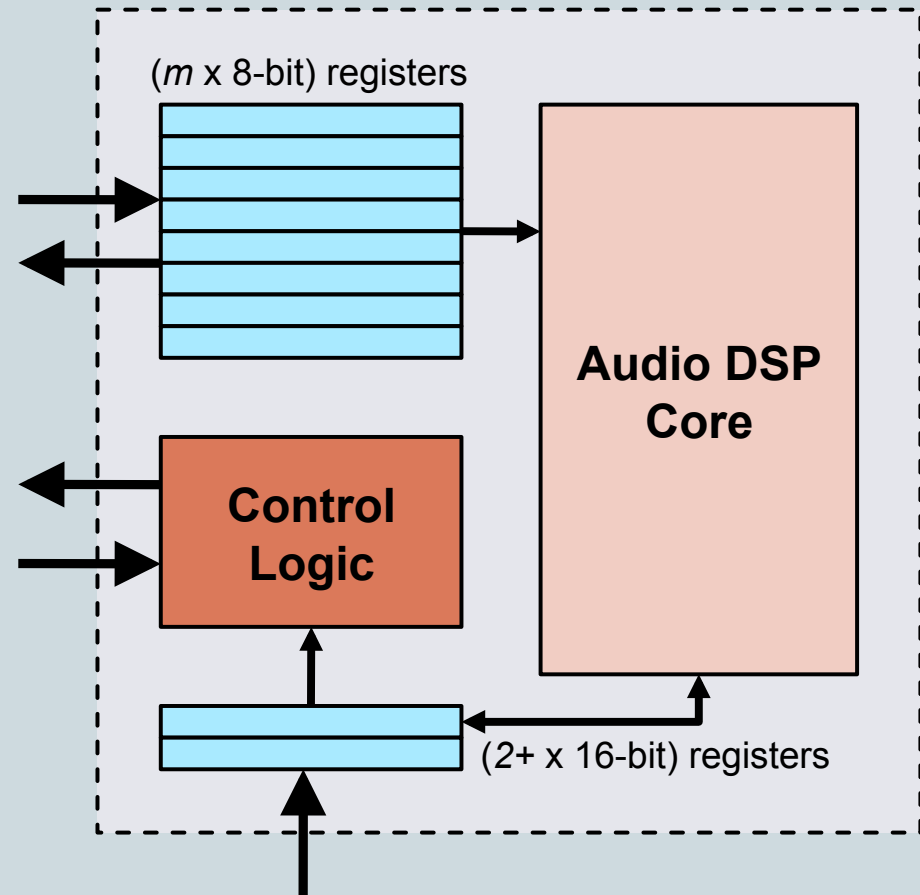 (m x 8-bit) registers
Audio DSP
Core
Control
Logic
(2+ x 16-bit) registers